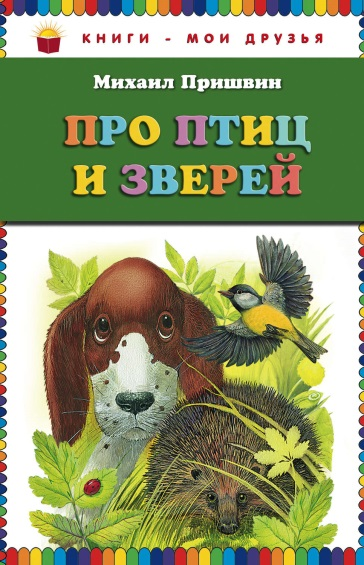 КНИГИ - МОИ ДРУЗЬЯ
Михаил Пришвин
ПРО ПТИЦ
И ЗВЕРЕЙ